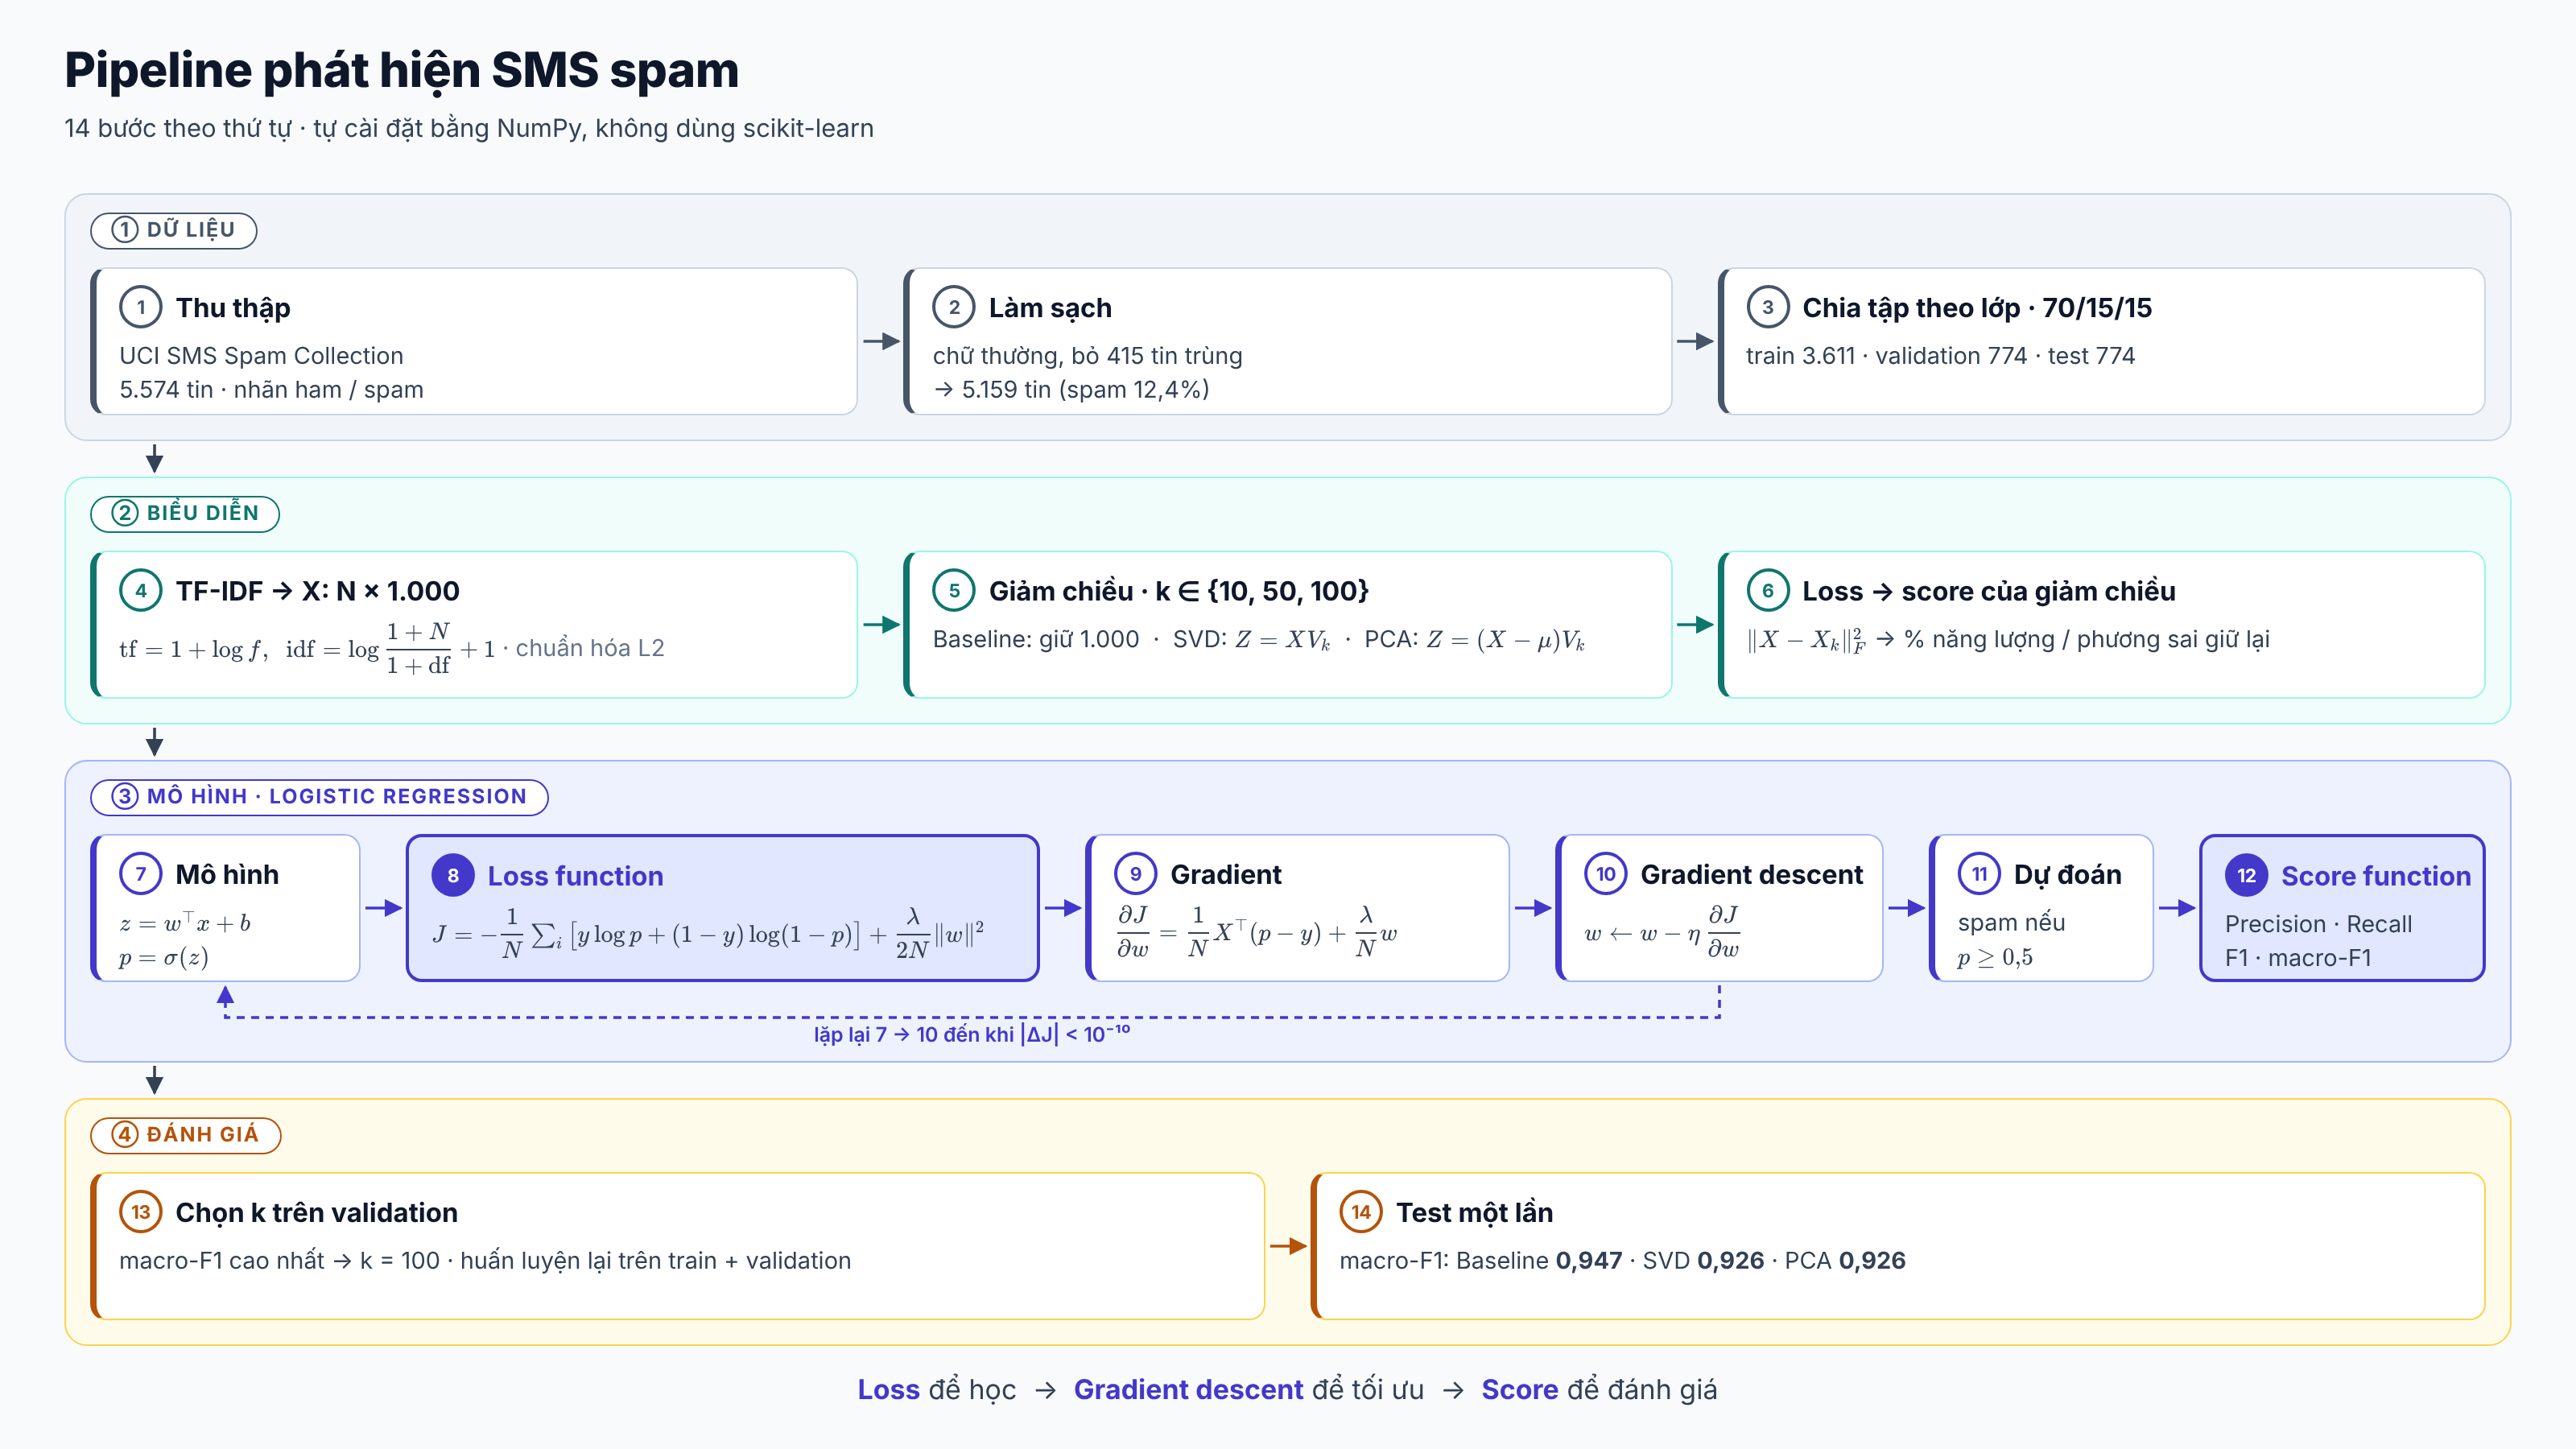 Pipeline phát hiện SMS spam
14 bước theo thứ tự · tự cài đặt bằng NumPy, không dùng scikit-learn
① DỮ LIỆU
1 Thu thập
UCI SMS Spam Collection
5.574 tin · nhãn ham / spam
2 Làm sạch
chữ thường, bỏ 415 tin trùng
→ 5.159 tin (spam 12,4%)
3 Chia tập theo lớp · 70/15/15
train 3.611 · validation 774 · test 774
② BIỂU DIỄN
4 TF-IDF → X: N × 1.000
tf = 1 + log f, idf = log (1 + N)/(1 + df) + 1 · chuẩn hóa L2
5 Giảm chiều · k ∈ {10, 50, 100}
Baseline: giữ 1.000 · SVD: Z = XVₖ · PCA: Z = (X − μ)Vₖ
6 Loss → score của giảm chiều
‖X − Xₖ‖²_F → % năng lượng / phương sai giữ lại
③ MÔ HÌNH · LOGISTIC REGRESSION
7 Mô hình
z = w⊤x + b
p = σ(z)
8 Loss function
J = −1/N ∑ᵢ [y log p + (1 − y) log(1 − p)] + λ/2N ‖w‖²
9 Gradient
∂J/∂w = 1/N X⊤(p − y) + λ/N w
10 Gradient descent
w ← w − η ∂J/∂w
11 Dự đoán
spam nếu
p ≥ 0,5
12 Score function
Precision · Recall
F1 · macro-F1
lặp lại 7 → 10 đến khi |ΔJ| < 10⁻¹⁰
④ ĐÁNH GIÁ
13 Chọn k trên validation
macro-F1 cao nhất → k = 100 · huấn luyện lại trên train + validation
14 Test một lần
macro-F1: Baseline 0,947 · SVD 0,926 · PCA 0,926
Loss để học → Gradient descent để tối ưu → Score để đánh giá